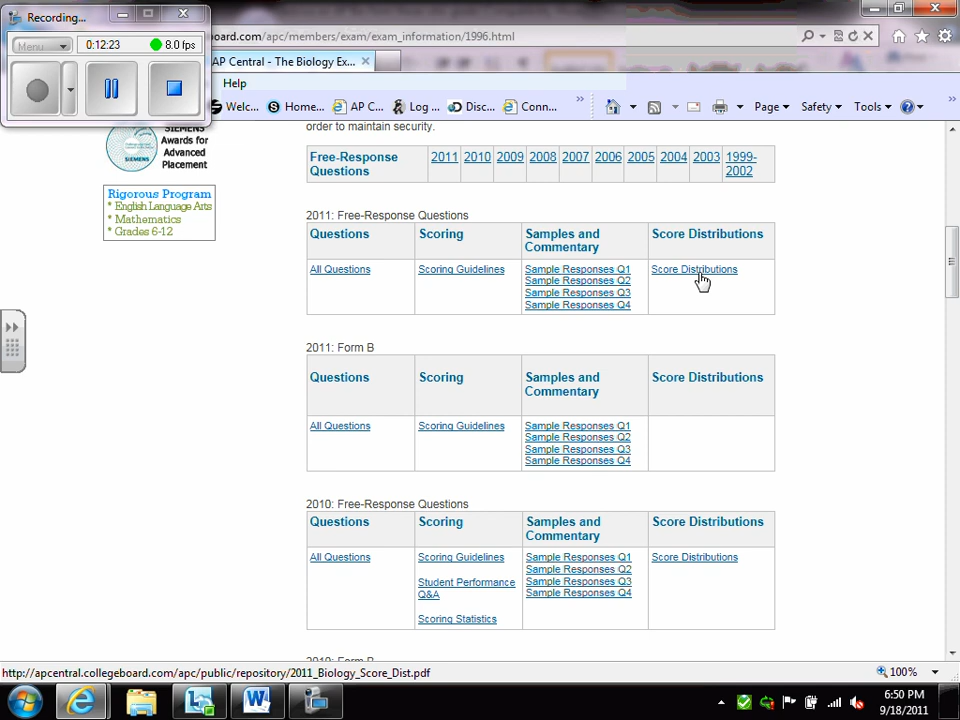 Recording...
Menu 0:12:23 8.0 fps
board.com/apc/members/exam/exam_information/1996.html
AP Central - The Biology Ex...
Help
Welc... Home... AP C... Log ... Disc... Conn... » Page Safety Tools »
order to maintain security.
SIEMENS
SIEMENS
Awards for
Advanced
Placement
Rigorous Program
* English Language Arts
* Mathematics
* Grades 6-12
Free-Response Questions 2011 2010 2009 2008 2007 2006 2005 2004 2003 1999-2002
2011: Free-Response Questions
Questions Scoring Samples and Commentary Score Distributions
All Questions Scoring Guidelines Sample Responses Q1 Score Distributions
Sample Responses Q2
Sample Responses Q3
Sample Responses Q4
2011: Form B
Questions Scoring Samples and Commentary Score Distributions
All Questions Scoring Guidelines Sample Responses Q1
Sample Responses Q2
Sample Responses Q3
Sample Responses Q4
2010: Free-Response Questions
Questions Scoring Samples and Commentary Score Distributions
All Questions Scoring Guidelines Sample Responses Q1 Score Distributions
Sample Responses Q2
Student Performance Q&A Sample Responses Q3
Sample Responses Q4
Scoring Statistics
2010: Form B
http://apcentral.collegeboard.com/apc/public/repository/2011_Biology_Score_Dist.pdf
100%
6:50 PM
9/18/2011